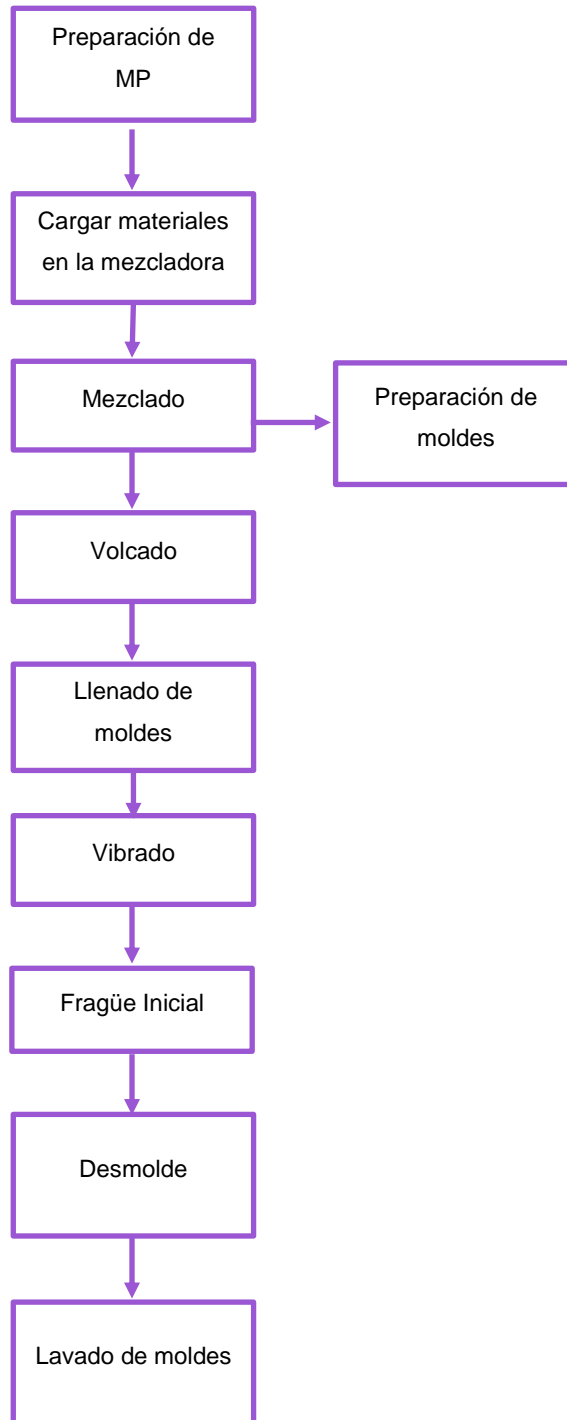 Preparación de
MP
Cargar materiales
en la mezcladora
Mezclado
Preparación de
moldes
Volcado
Llenado de
moldes
Vibrado
Fragüe Inicial
Desmolde
Lavado de moldes